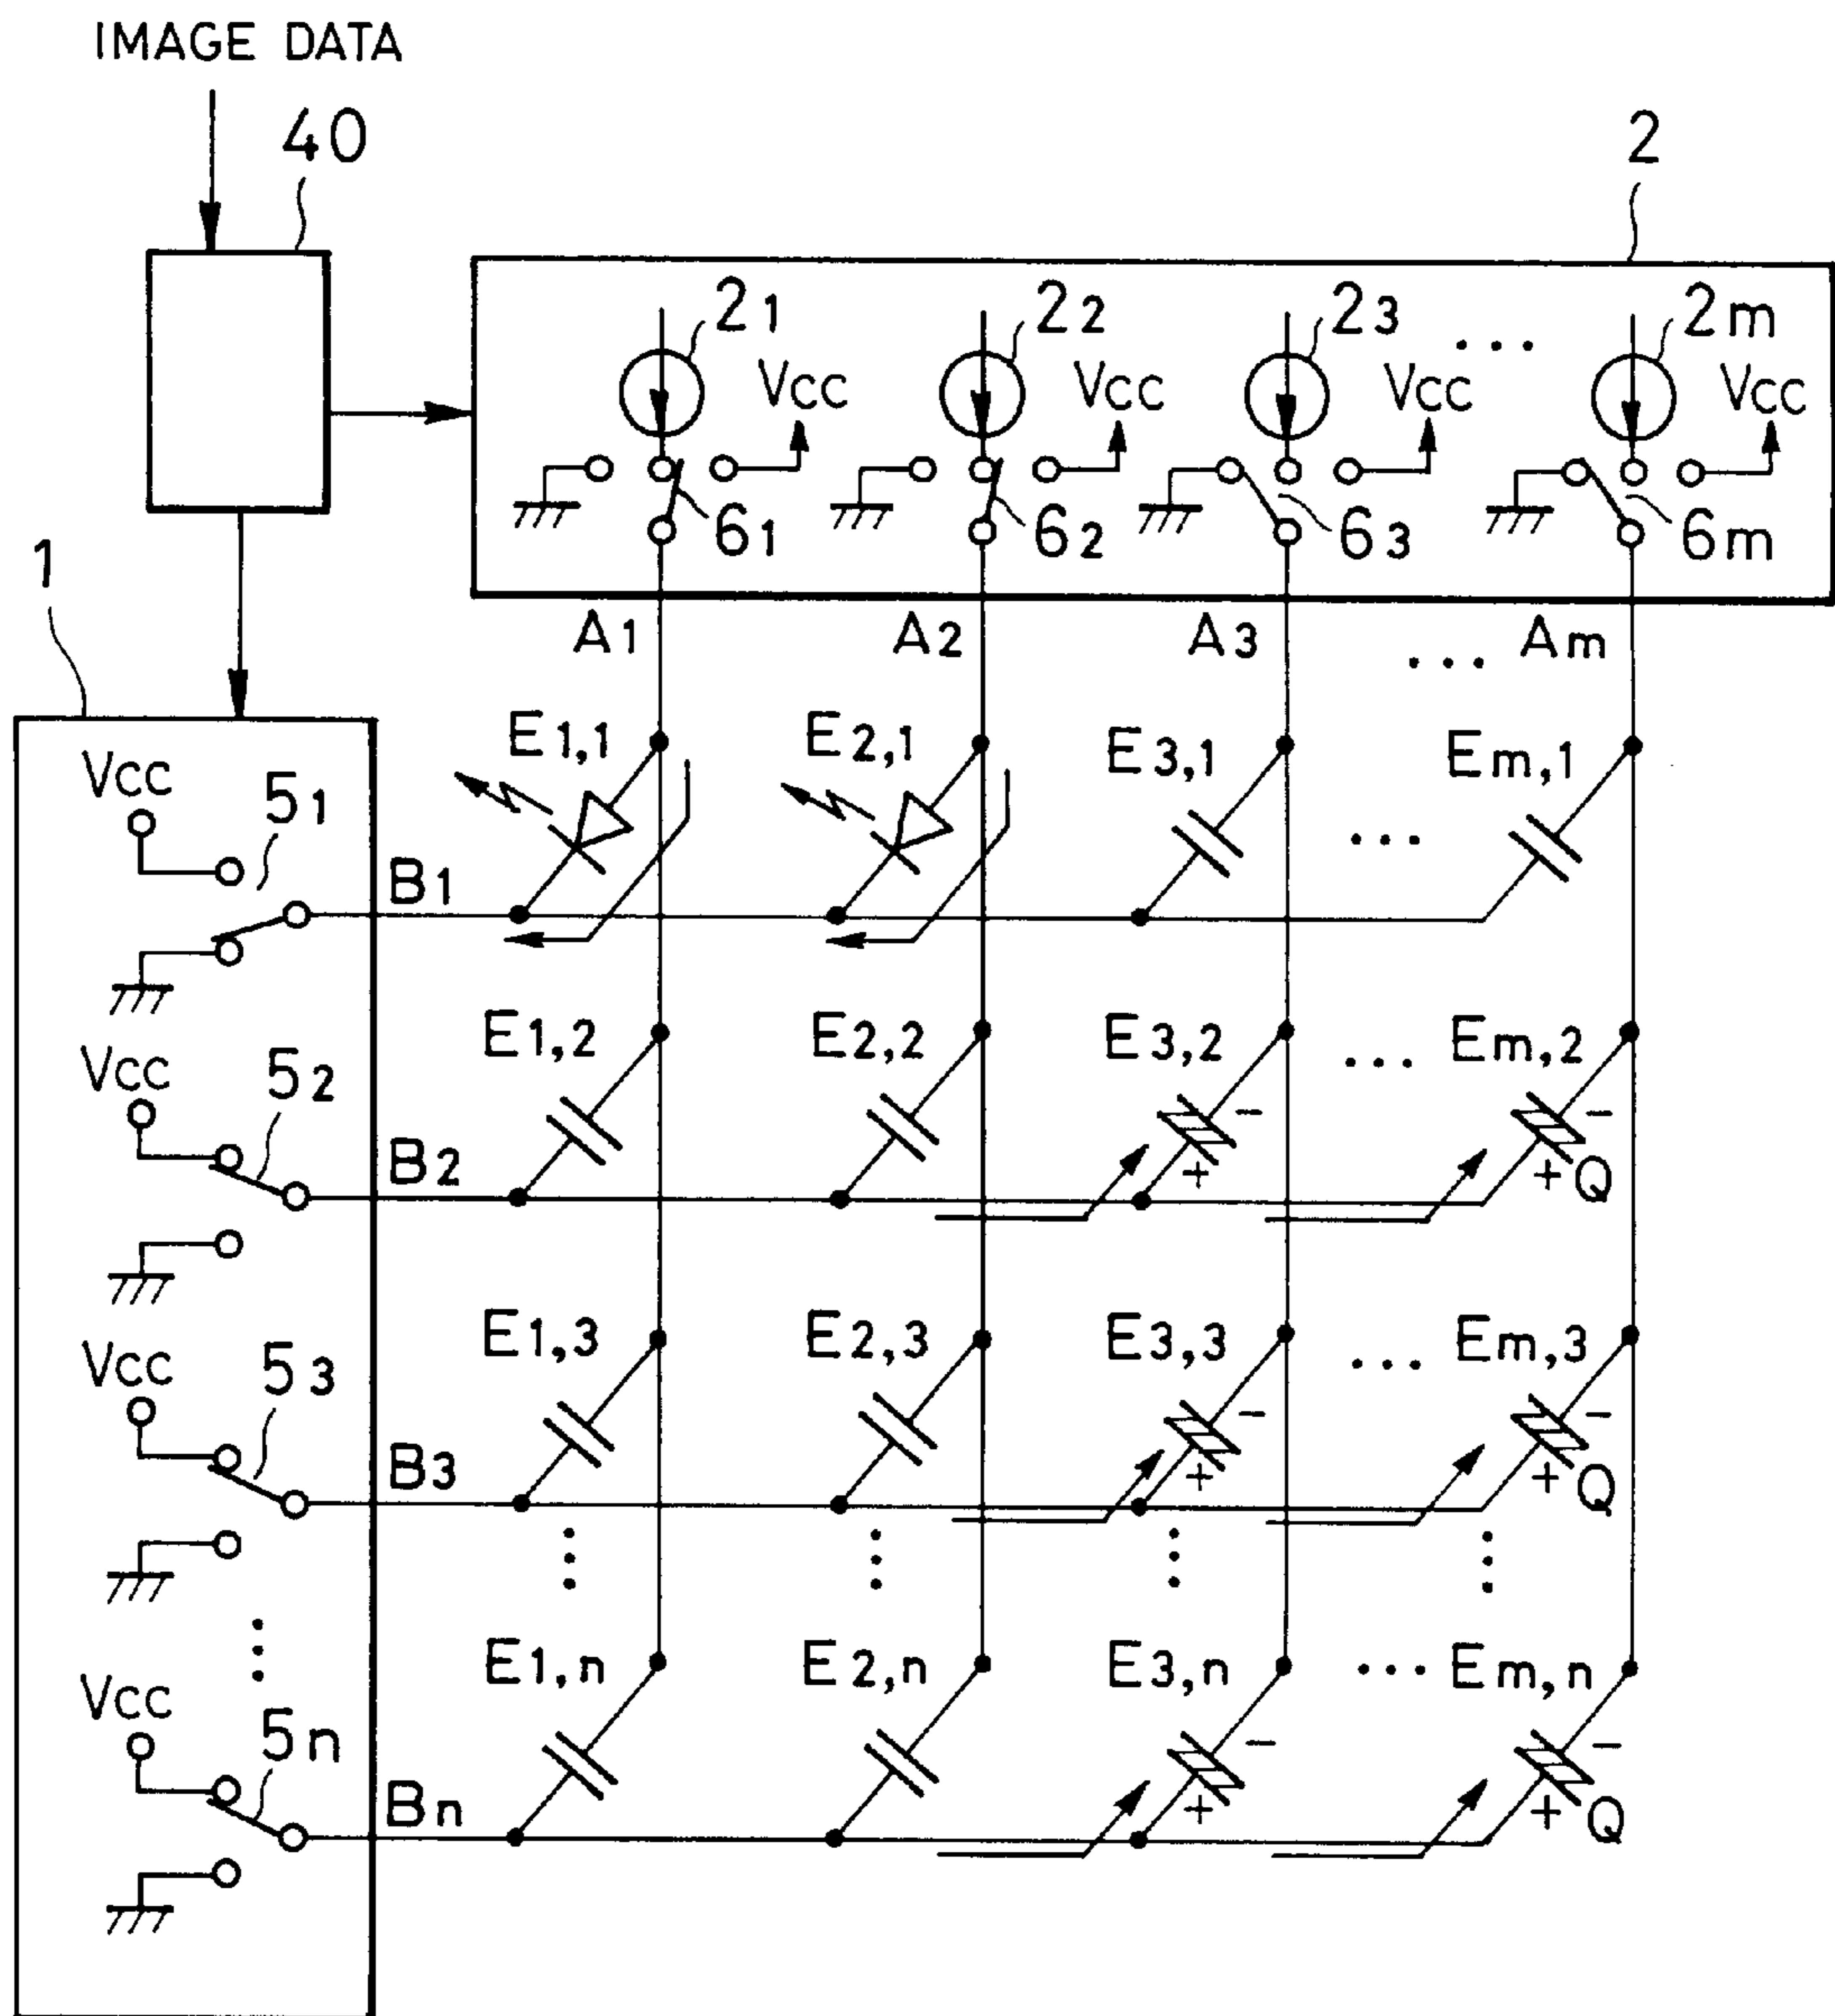 IMAGE DATA
40
2
21 22 23 ... 2m
VCC VCC VCC VCC
61 62 63 6m
1
A1 A2 A3 ... Am
E1,1 E2,1 E3,1 ... Em,1
VCC
51
B1
E1,2 E2,2 E3,2 ... Em,2
VCC
52
- -
B2
+ + Q
E1,3 E2,3 E3,3 ... Em,3
VCC
53
- -
B3
+ + Q
E1,n E2,n E3,n ... Em,n
VCC
5n
- -
Bn
+ + Q